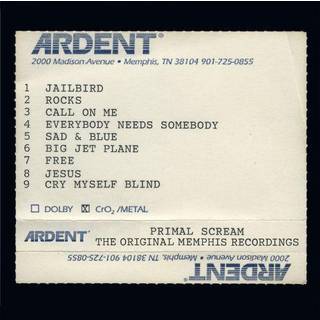 ARDENT®
2000 Madison Avenue • Memphis, TN 38104 901-725-0855
1 JAILBIRD
2 ROCKS
3 CALL ON ME
4 EVERYBODY NEEDS SOMEBODY
5 SAD & BLUE
6 BIG JET PLANE
7 FREE
8 JESUS
9 CRY MYSELF BLIND
☐ DOLBY ☒ CrO₂ /METAL
ARDENT® PRIMAL SCREAM
THE ORIGINAL MEMPHIS RECORDINGS
2000 Madison Avenue • Memphis, TN 38104 901-725-0855
ARDENT®